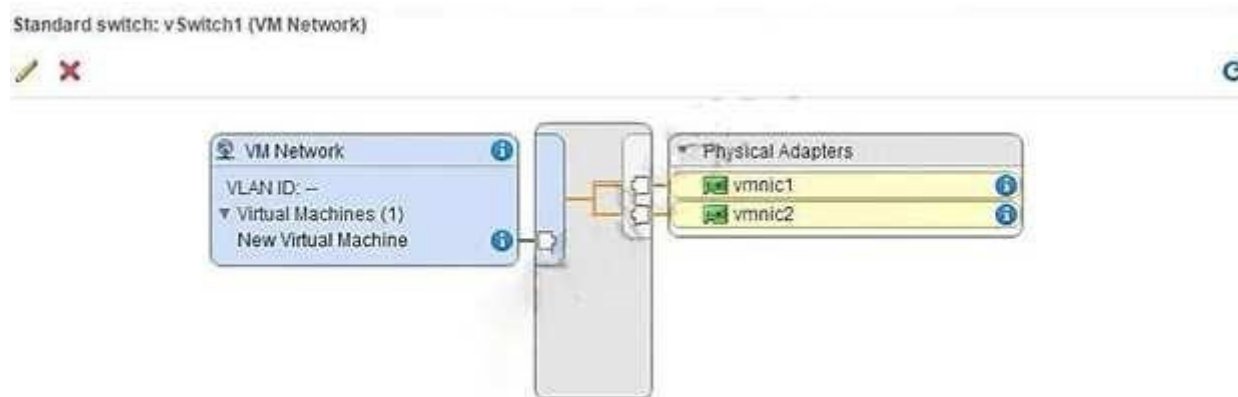 Standard switch: vSwitch1 (VM Network)
VM Network
VLAN ID: --
Virtual Machines (1)
New Virtual Machine
Physical Adapters
vmnic1
vmnic2